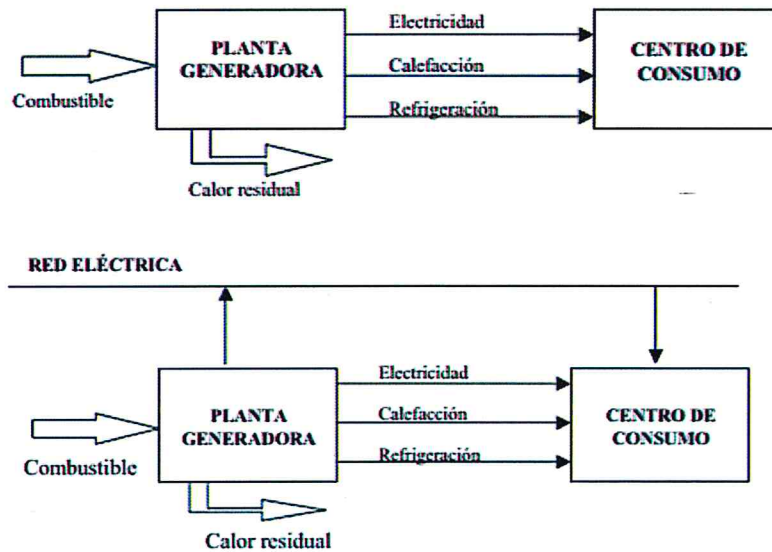 Electricidad
PLANTA
GENERADORA
CENTRO DE
CONSUMO
Calefacción
Combustible
Refrigeración
Calor residual
RED ELÉCTRICA
Electricidad
PLANTA
GENERADORA
CENTRO DE
CONSUMO
Calefacción
Combustible
Refrigeración
Calor residual